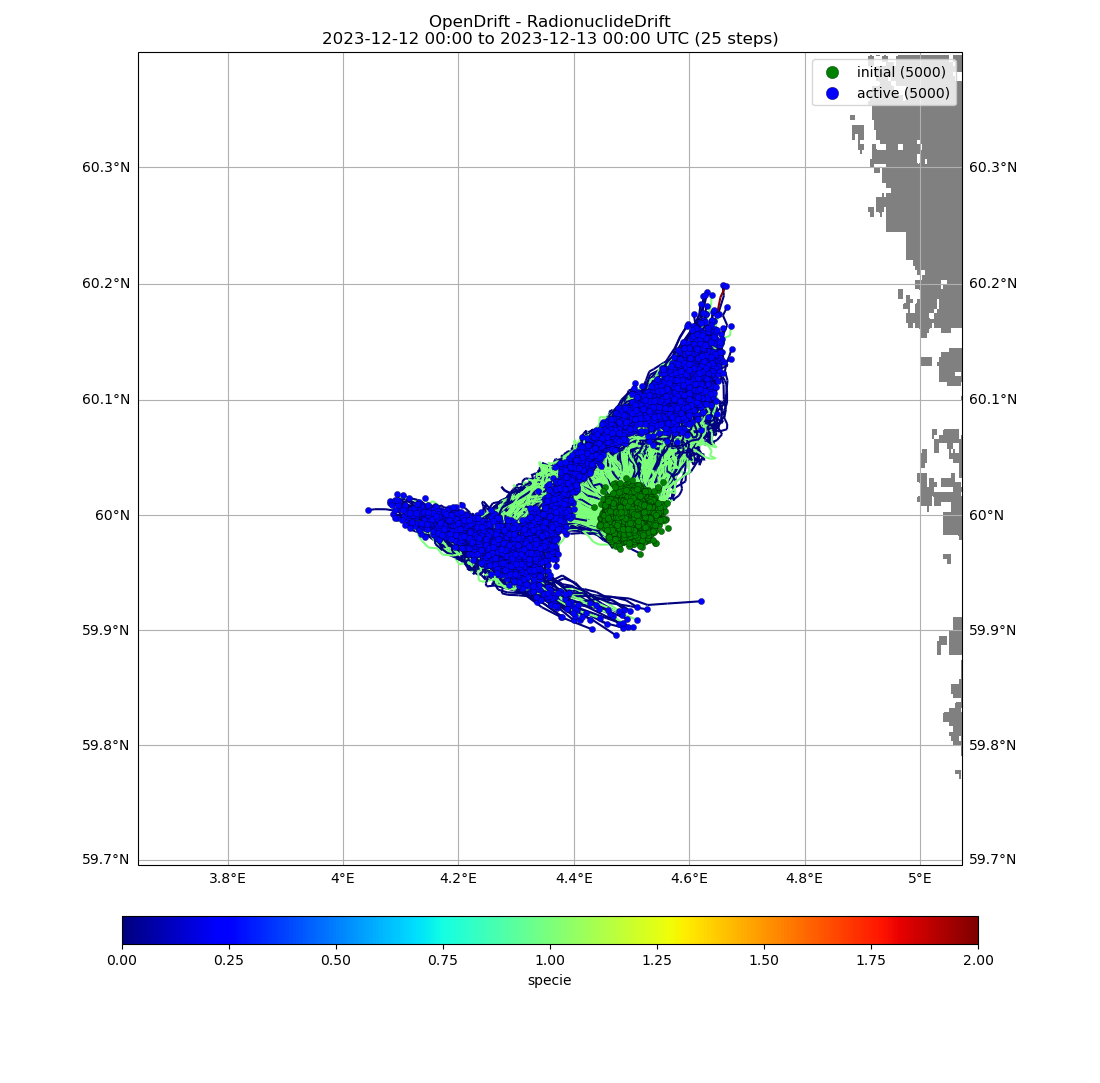 OpenDrift - RadionuclideDrift
2023-12-12 00:00 to 2023-12-13 00:00 UTC (25 steps)
initial (5000)
active (5000)
60.3°N 60.3°N
60.2°N 60.2°N
60.1°N 60.1°N
60°N 60°N
59.9°N 59.9°N
59.8°N 59.8°N
59.7°N 59.7°N
3.8°E 4°E 4.2°E 4.4°E 4.6°E 4.8°E 5°E
0.00 0.25 0.50 0.75 1.00 1.25 1.50 1.75 2.00
specie